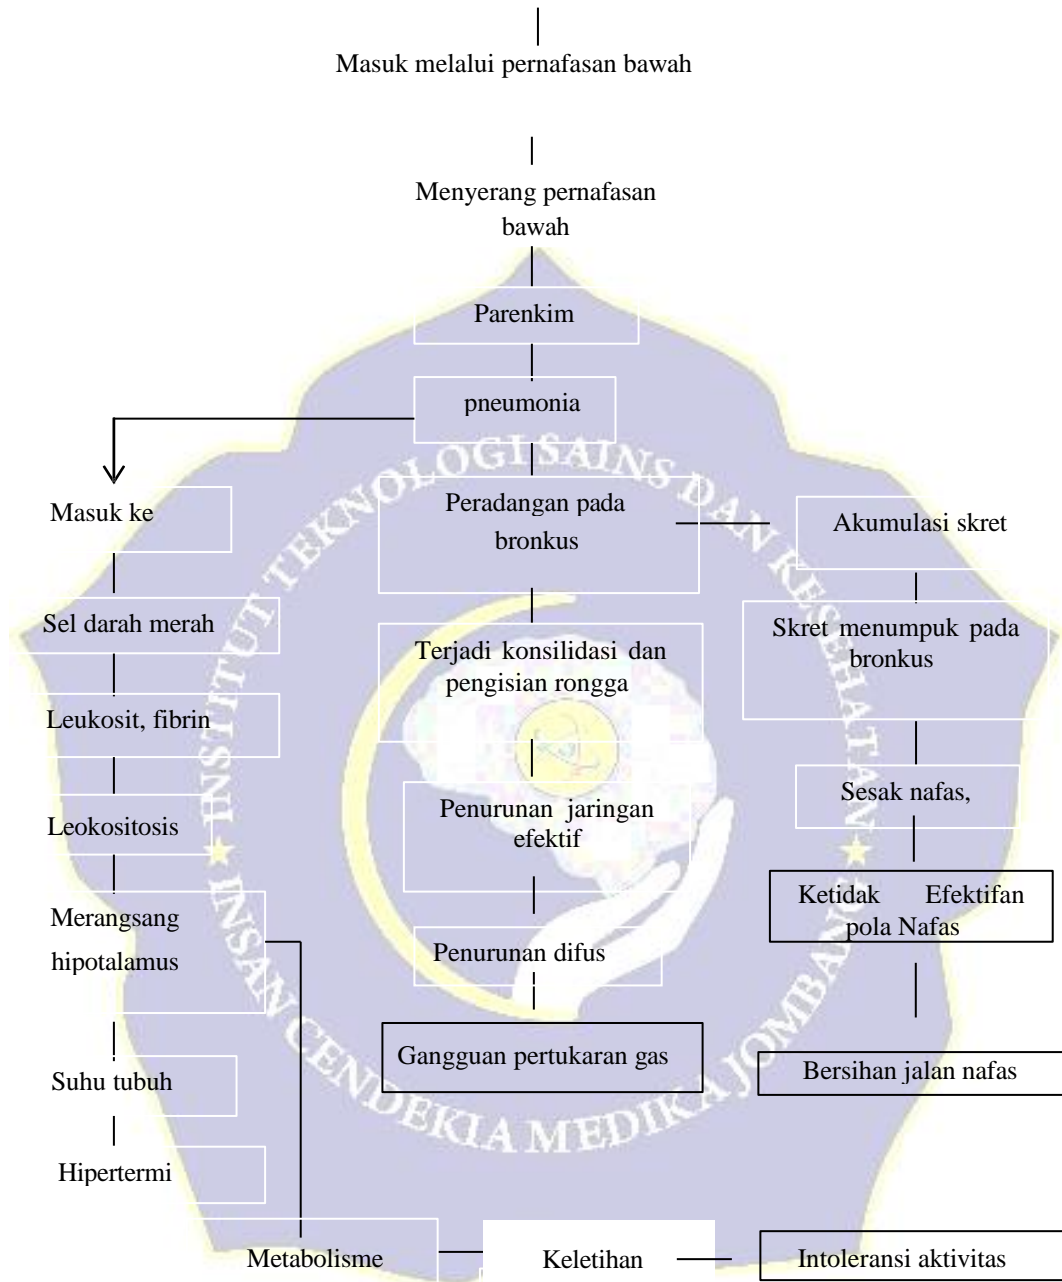 Masuk melalui pernafasan bawah
Menyerang pernafasan
bawah
Parenkim
pneumonia
Masuk ke
Peradangan pada
bronkus
Akumulasi skret
Sel darah merah
Terjadi konsilidasi dan
pengisian rongga
Skret menumpuk pada
bronkus
Leukosit, fibrin
Leokositosis
Penurunan jaringan
efektif
Sesak nafas,
Merangsang
hipotalamus
Penurunan difus
Ketidak Efektifan
pola Nafas
Suhu tubuh
Gangguan pertukaran gas
Bersihan jalan nafas
Hipertermi
Metabolisme
Keletihan
Intoleransi aktivitas
INSTITUT TEKNOLOGI SAINS DAN KESEHATAN
INSAN CENDEKIA MEDIKA JOMBANG